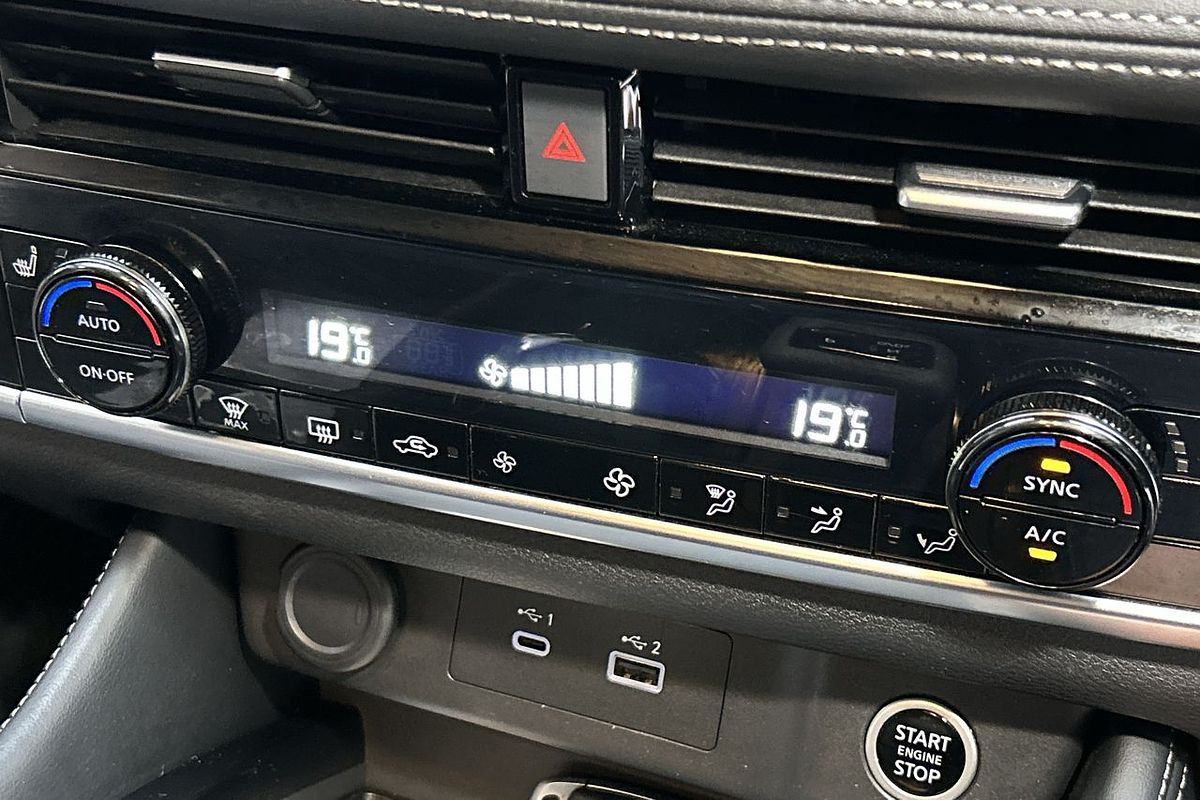 AUTO
ON·OFF
19.0°C
19.0°C
MAX
SYNC
A/C
1
2
START
ENGINE
STOP